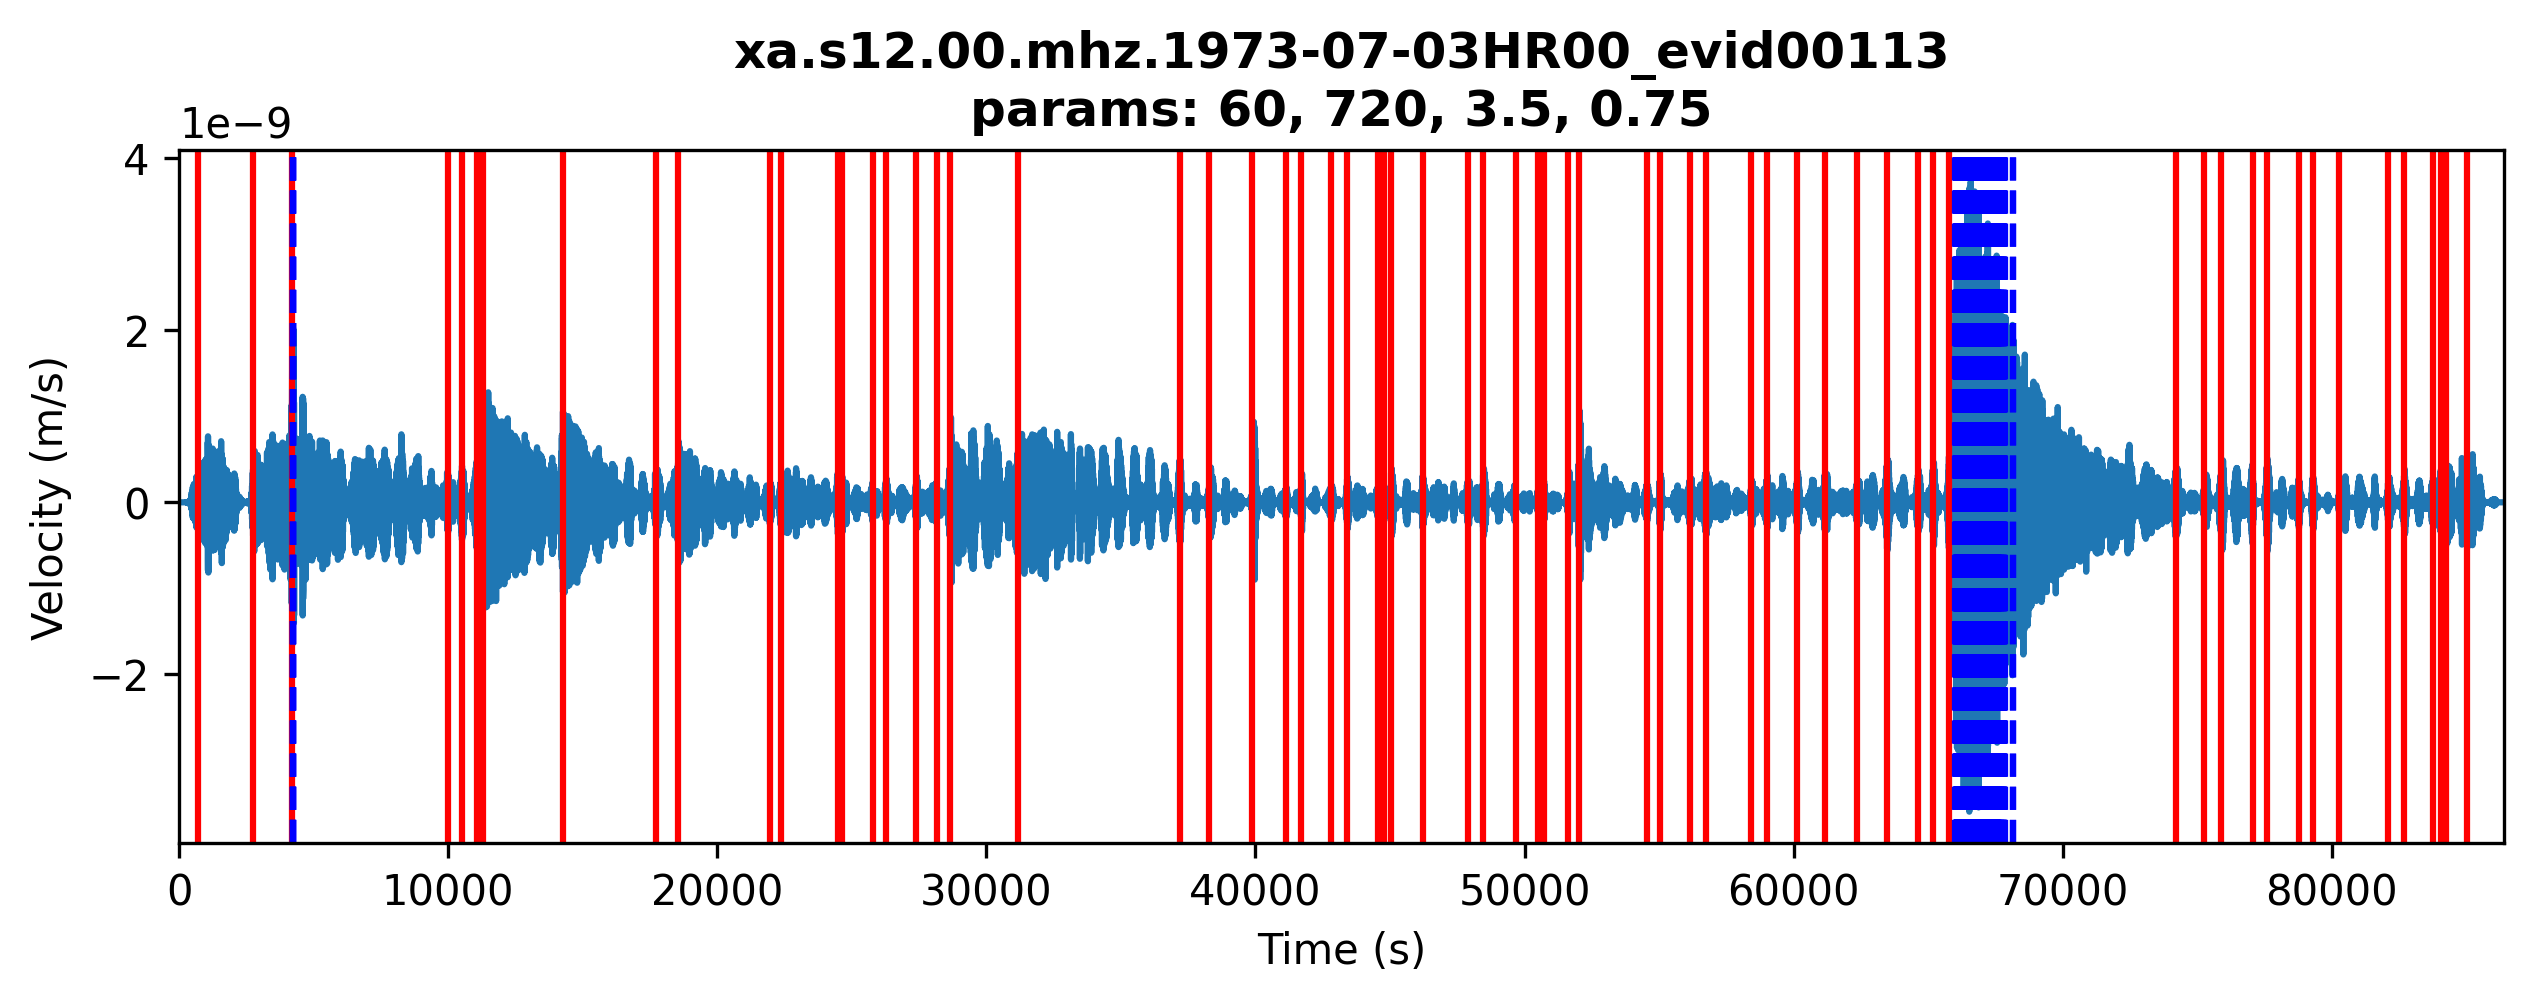 xa.s12.00.mhz.1973-07-03HR00_evid00113
params: 60, 720, 3.5, 0.75
1e−9
4
2
0
−2
Velocity (m/s)
0 10000 20000 30000 40000 50000 60000 70000 80000
Time (s)